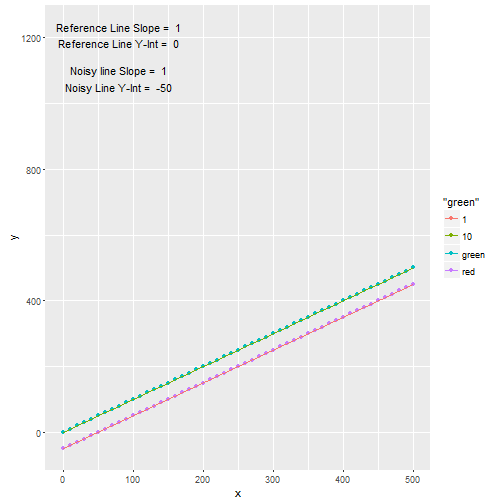 Reference Line Slope = 1
Reference Line Y-Int = 0
Noisy line Slope = 1
Noisy Line Y-Int = -50
1200
800
400
0
y
0
100
200
300
400
500
x
"green"
1
10
green
red